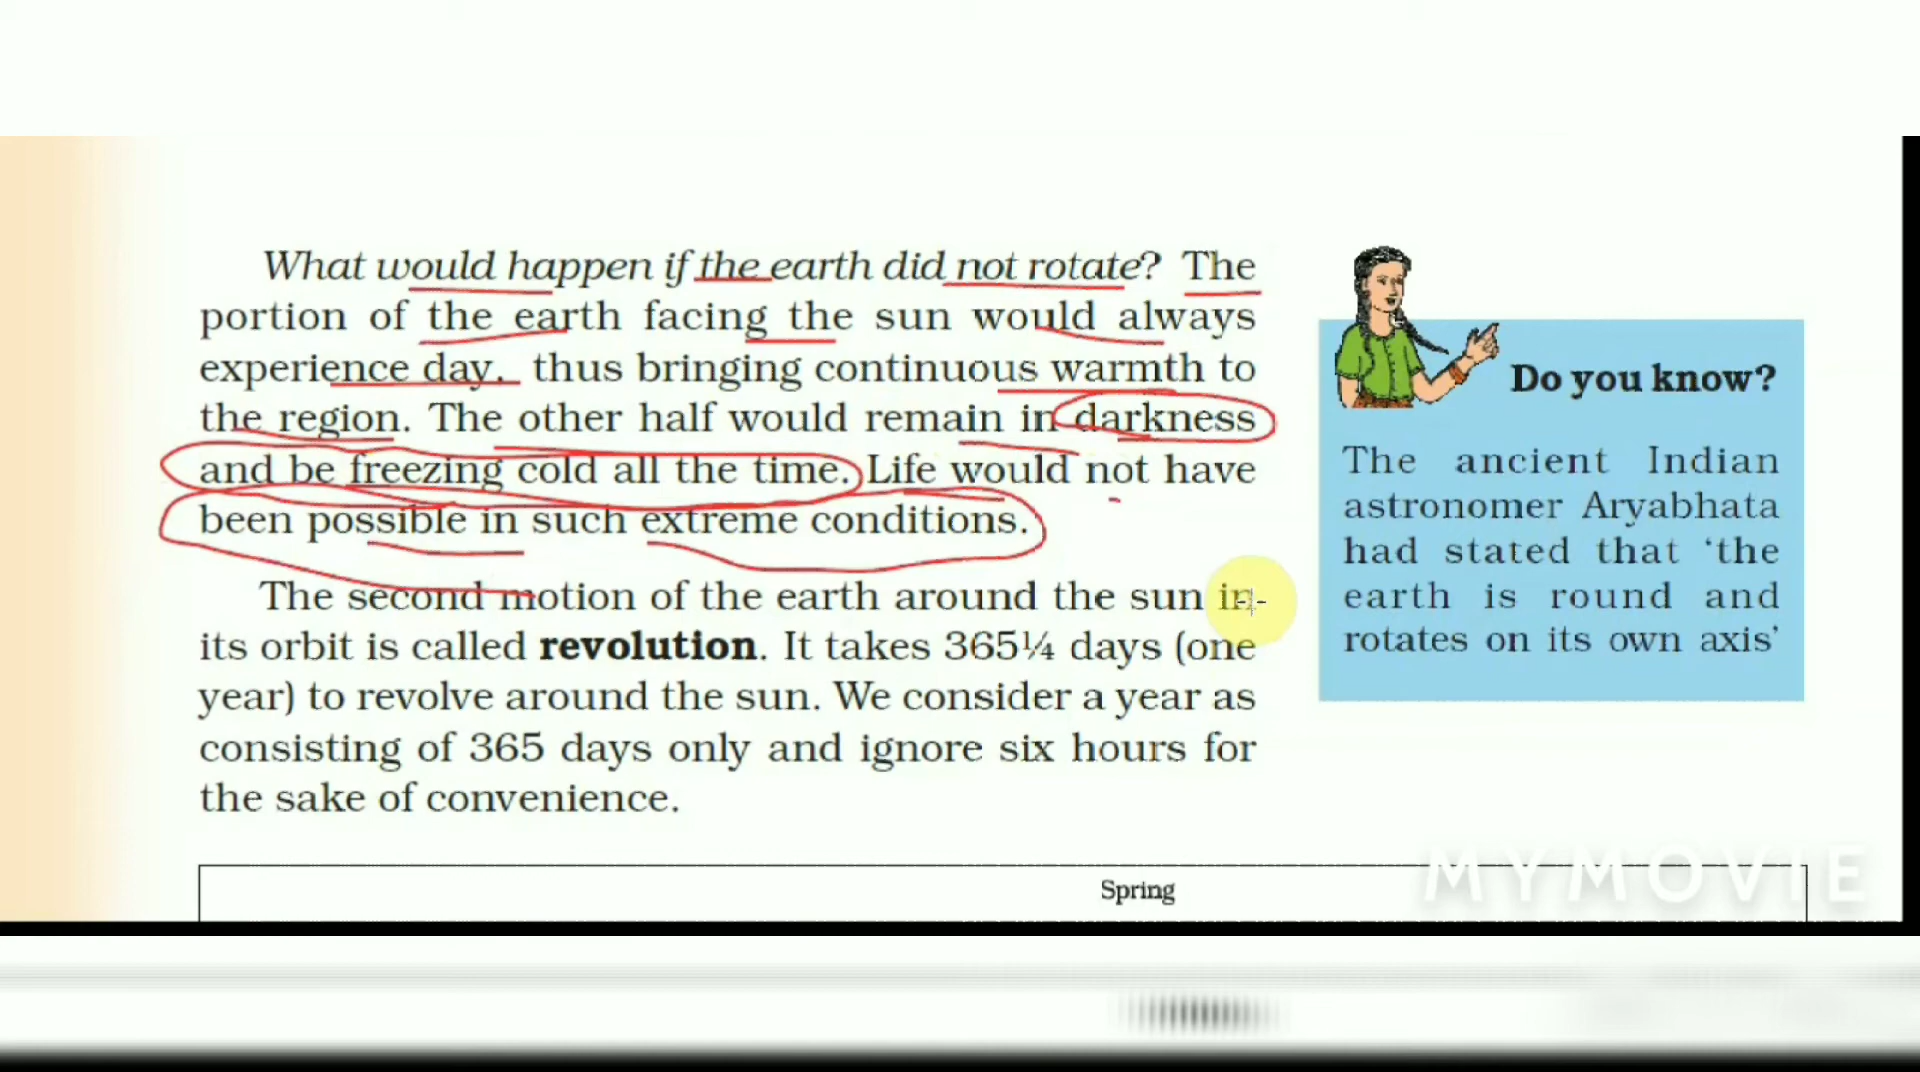 What would happen if the earth did not rotate? The
portion of the earth facing the sun would always
experience day, thus bringing continuous warmth to
the region. The other half would remain in darkness
and be freezing cold all the time. Life would not have
been possible in such extreme conditions.
The second motion of the earth around the sun in
its orbit is called revolution. It takes 365¼ days (one
year) to revolve around the sun. We consider a year as
consisting of 365 days only and ignore six hours for
the sake of convenience.
Do you know?
The ancient Indian
astronomer Aryabhata
had stated that ‘the
earth is round and
rotates on its own axis’
Spring
MYMOVIE